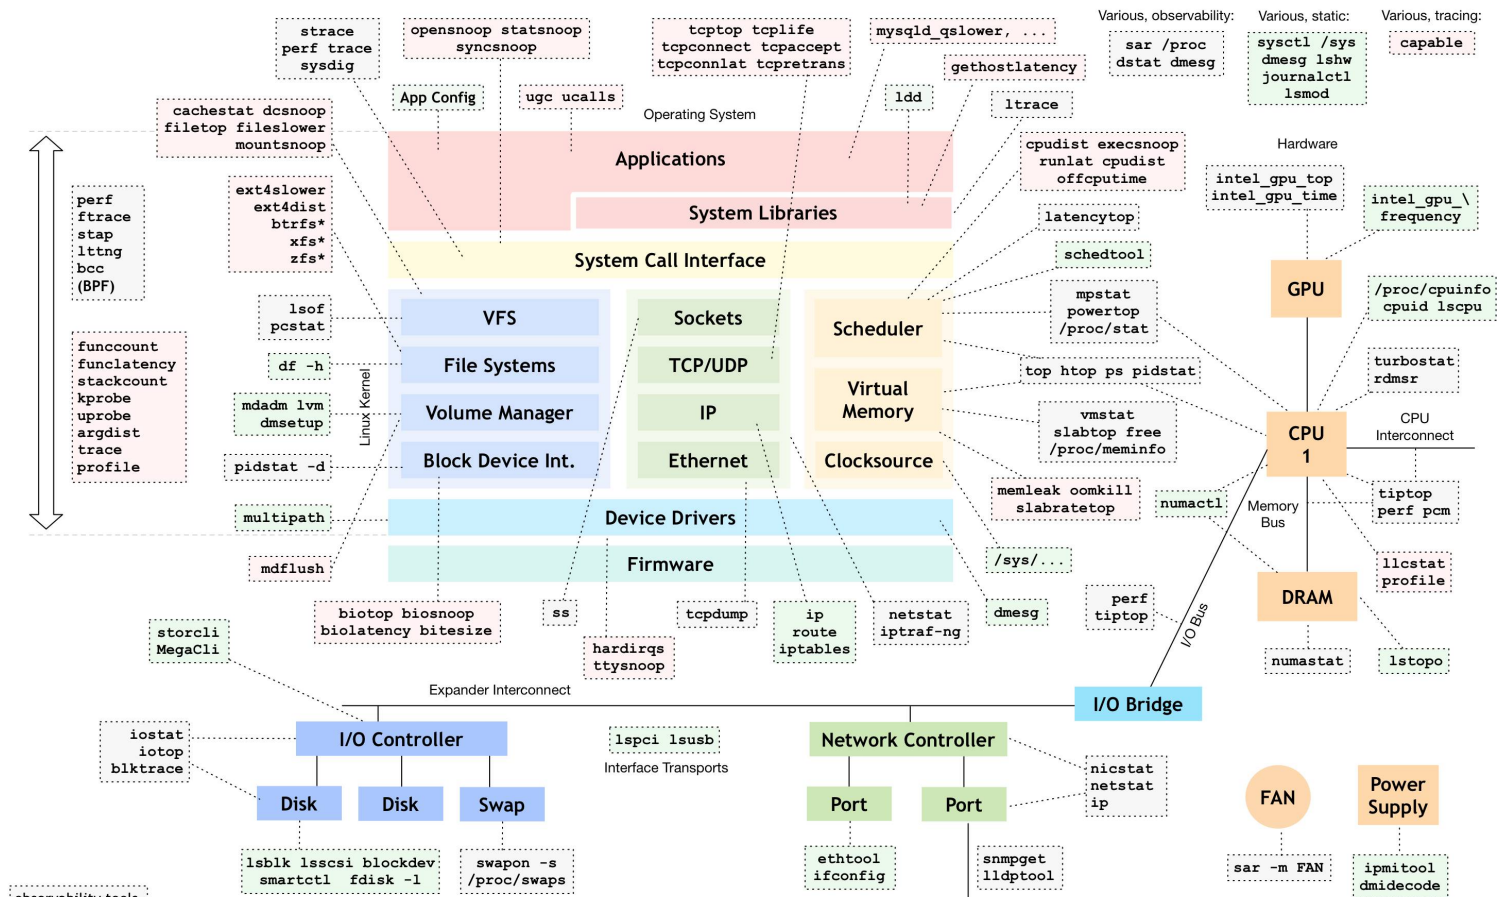 strace
perf trace
sysdig
opensnoop statsnoop
syncsnoop
tcptop tcplife
tcpconnect tcpaccept
tcpconnlat tcpretrans
mysqld_qslower, ...
gethostlatency
Various, observability:
sar /proc
dstat dmesg
Various, static:
sysctl /sys
dmesg lshw
journalctl
lsmod
Various, tracing:
capable
App Config
ugc ucalls
ldd
ltrace
Operating System
cachestat dcsnoop
filetop fileslower
mountsnoop
Applications
cpudist execsnoop
runlat cpudist
offcputime
Hardware
intel_gpu_top
intel_gpu_time
intel_gpu_\
frequency
perf
ftrace
stap
lttng
bcc
(BPF)
ext4slower
ext4dist
btrfs*
xfs*
zfs*
System Libraries
latencytop
System Call Interface
schedtool
GPU
/proc/cpuinfo
cpuid lscpu
lsof
pcstat
VFS
Sockets
Scheduler
mpstat
powertop
/proc/stat
funccount
funclatency
stackcount
kprobe
uprobe
argdist
trace
profile
df -h
File Systems
TCP/UDP
top htop ps pidstat
turbostat
rdmsr
Linux Kernel
mdadm lvm
dmsetup
Volume Manager
IP
Virtual
Memory
vmstat
slabtop free
/proc/meminfo
CPU
1
CPU
Interconnect
pidstat -d
Block Device Int.
Ethernet
Clocksource
memleak oomkill
slabratetop
numactl
Memory
Bus
tiptop
perf pcm
multipath
Device Drivers
mdflush
Firmware
/sys/...
llcstat
profile
DRAM
perf
tiptop
I/O Bus
biotop biosnoop
biolatency bitesize
ss
hardirqs
ttysnoop
tcpdump
ip
route
iptables
netstat
iptraf-ng
dmesg
storcli
MegaCli
numastat
lstopo
Expander Interconnect
I/O Bridge
iostat
iotop
blktrace
I/O Controller
lspci lsusb
Interface Transports
Network Controller
nicstat
netstat
ip
Disk
Disk
Swap
Port
Port
FAN
Power
Supply
lsblk lsscsi blockdev
smartctl fdisk -l
swapon -s
/proc/swaps
ethtool
ifconfig
snmpget
lldptool
sar -m FAN
ipmitool
dmidecode
observability tools